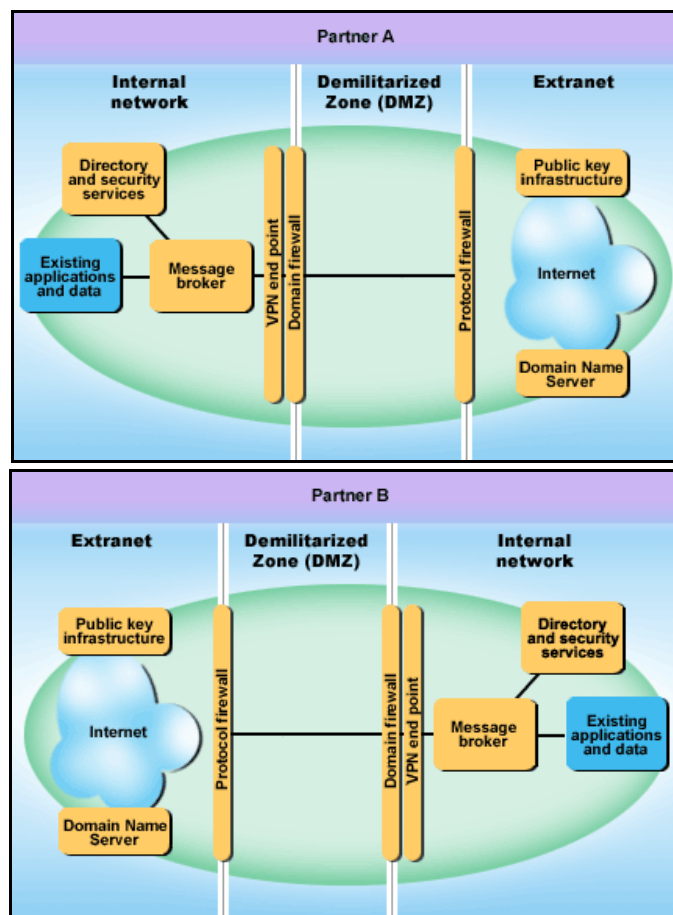 Partner A
Internal
network
Demilitarized
Zone (DMZ)
Extranet
Directory
and security
services
Existing
applications
and data
Message
broker
VPN end point
Domain firewall
Protocol firewall
Public key
infrastructure
Internet
Domain Name
Server
Partner B
Extranet
Demilitarized
Zone (DMZ)
Internal
network
Public key
infrastructure
Internet
Domain Name
Server
Protocol firewall
Domain firewall
VPN end point
Directory
and security
services
Message
broker
Existing
applications
and data